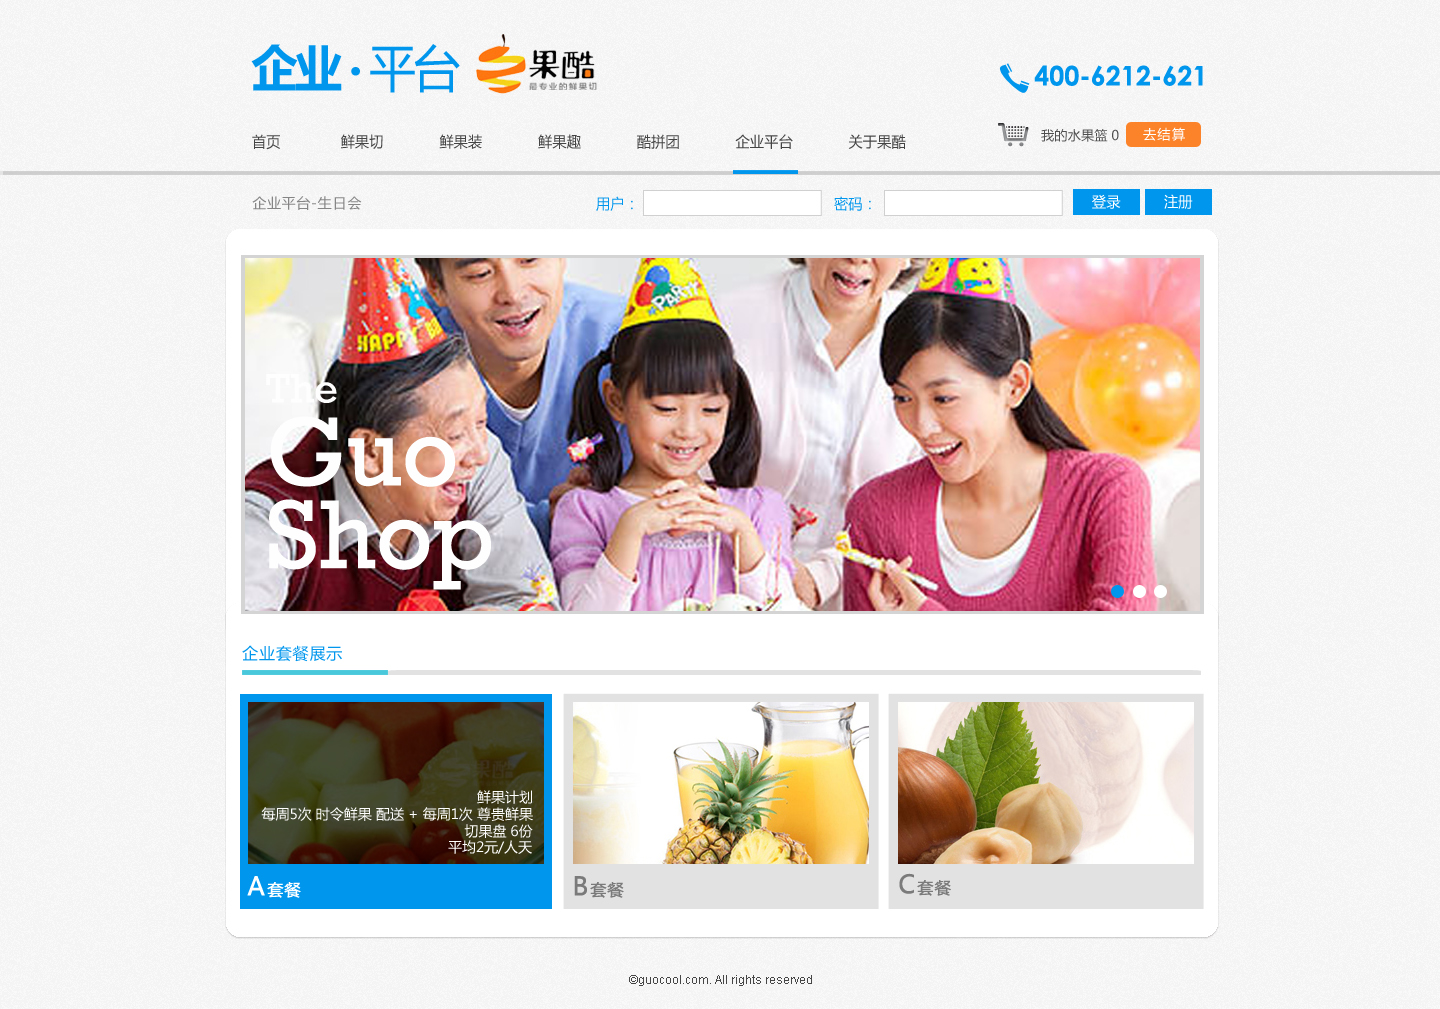 企业·平台 果酷
最专业的鲜果切
400-6212-621
首页 鲜果切 鲜果装 鲜果趣 酷拼团 企业平台 关于果酷
我的水果篮 0 去结算
企业平台-生日会
用户： 密码： 登录 注册
HAPPY
PARTY
The
Guo
Shop
企业套餐展示
果酷
鲜果计划
每周5次 时令鲜果 配送 + 每周1次 尊贵鲜果
切果盘 6份
平均2元/人天
A套餐
B套餐
C套餐
©guocool.com. All rights reserved